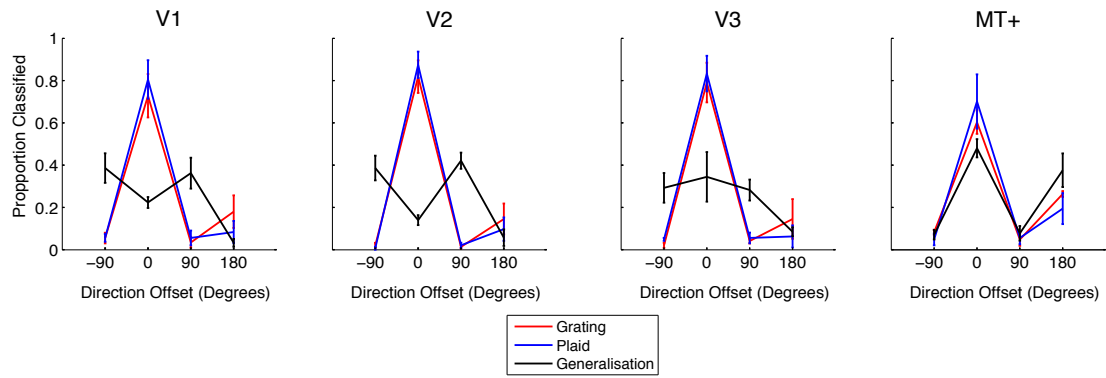 V1 V2 V3 MT+
Proportion Classified
1
0.8
0.6
0.4
0.2
0
−90 0 90 180 −90 0 90 180 −90 0 90 180 −90 0 90 180
Direction Offset (Degrees) Direction Offset (Degrees) Direction Offset (Degrees) Direction Offset (Degrees)
Grating
Plaid
Generalisation